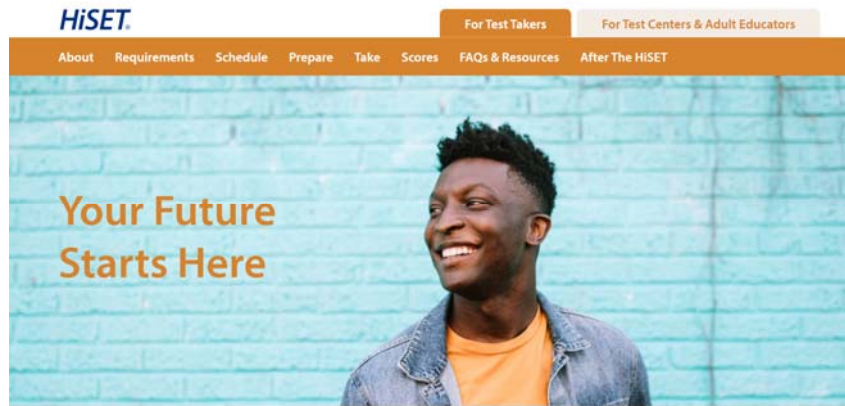 HiSET®
For Test Takers
For Test Centers & Adult Educators
About Requirements Schedule Prepare Take Scores FAQs & Resources After The HiSET
Your Future
Starts Here